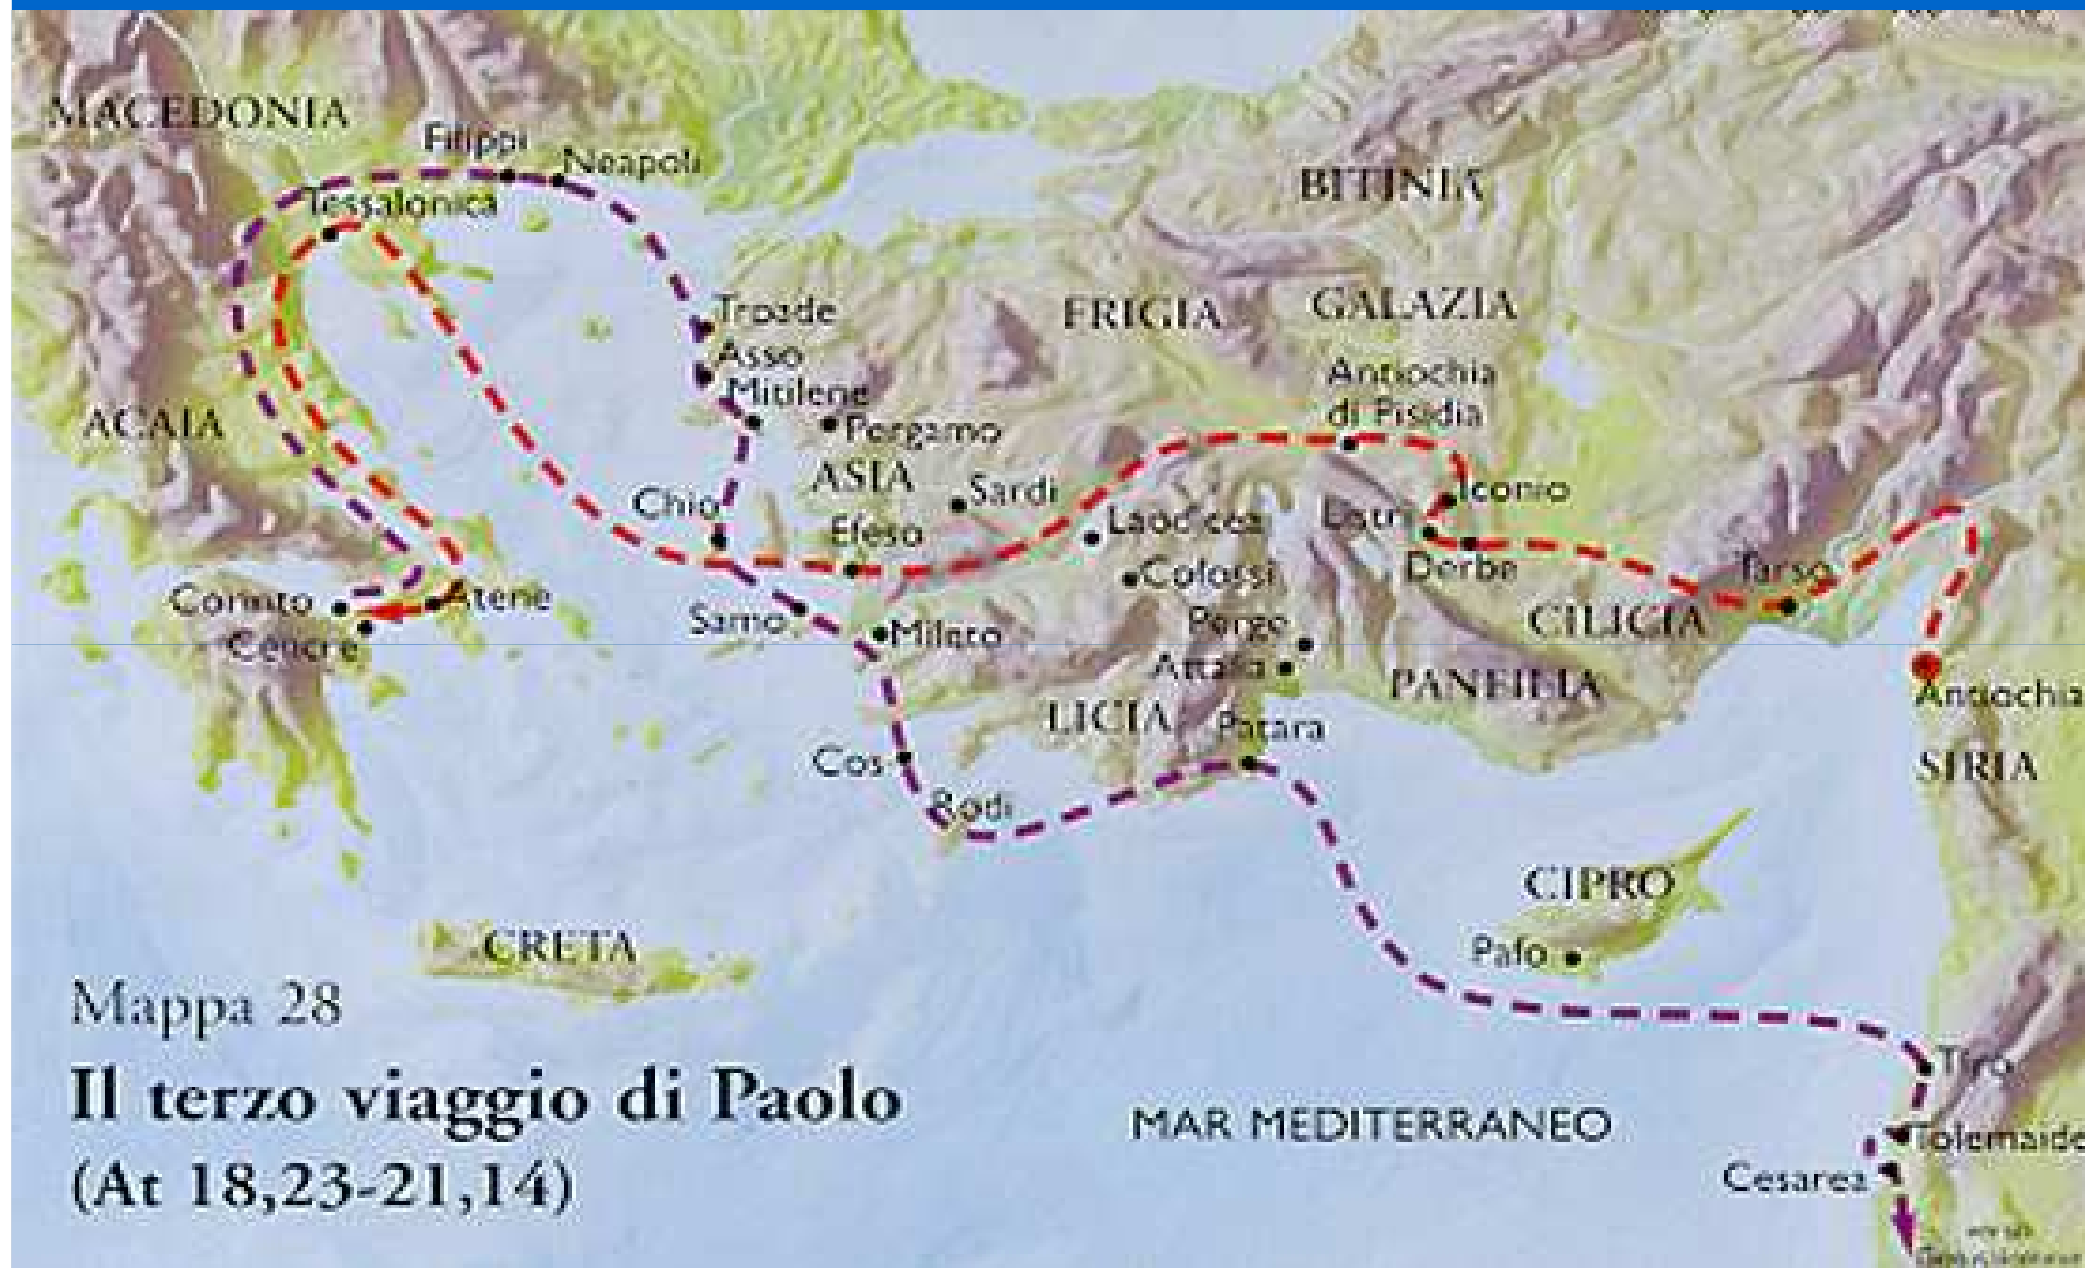 MACEDONIA
Filippi
Neapoli
Tessalonica
BITINIA
Troade
FRIGIA
GALAZIA
Asso
Antiochia
di Pisidia
Mitilene
ACAIA
Pergamo
ASIA
Sardi
Iconio
Chio
Laodicea
Listri
Efeso
Derbe
Tarso
Colossi
Corinto
Atene
Samo
Mileto
Perge
CILICIA
Cencre
Attalia
PANFILIA
Antiochia
LICIA
Patara
Cos
SIRIA
Rodi
CIPRO
CRETA
Pafo
Mappa 28
Il terzo viaggio di Paolo
(At 18,23-21,14)
MAR MEDITERRANEO
Tiro
Tolemaide
Cesarea